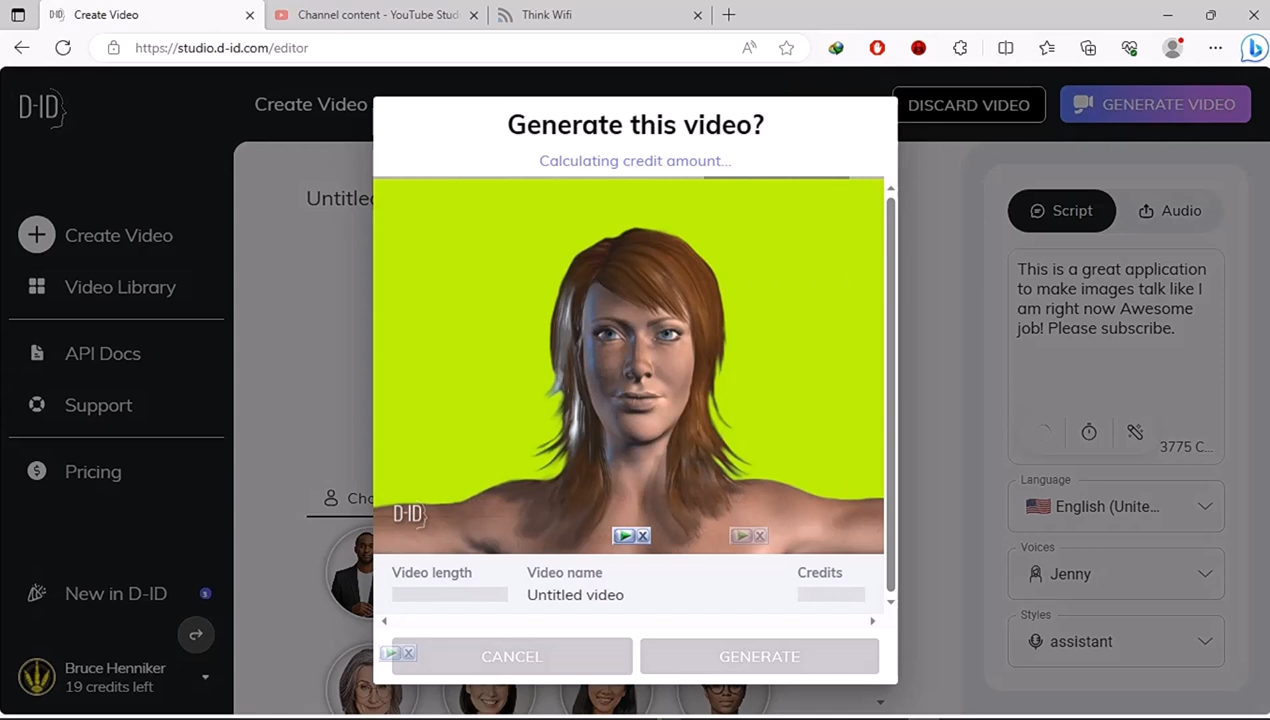 Create Video
Channel content - YouTube Stud
Think Wifi
https://studio.d-id.com/editor
D-ID
Create Video
DISCARD VIDEO
GENERATE VIDEO
Generate this video?
Calculating credit amount...
Untitled
Create Video
Video Library
API Docs
Support
Pricing
New in D-ID
1
Bruce Henniker
19 credits left
Cho
D-ID
Video length
Video name
Credits
Untitled video
CANCEL
GENERATE
Script
Audio
This is a great application
to make images talk like I
am right now Awesome
job! Please subscribe.
3775 C...
Language
English (Unite...
Voices
Jenny
Styles
assistant